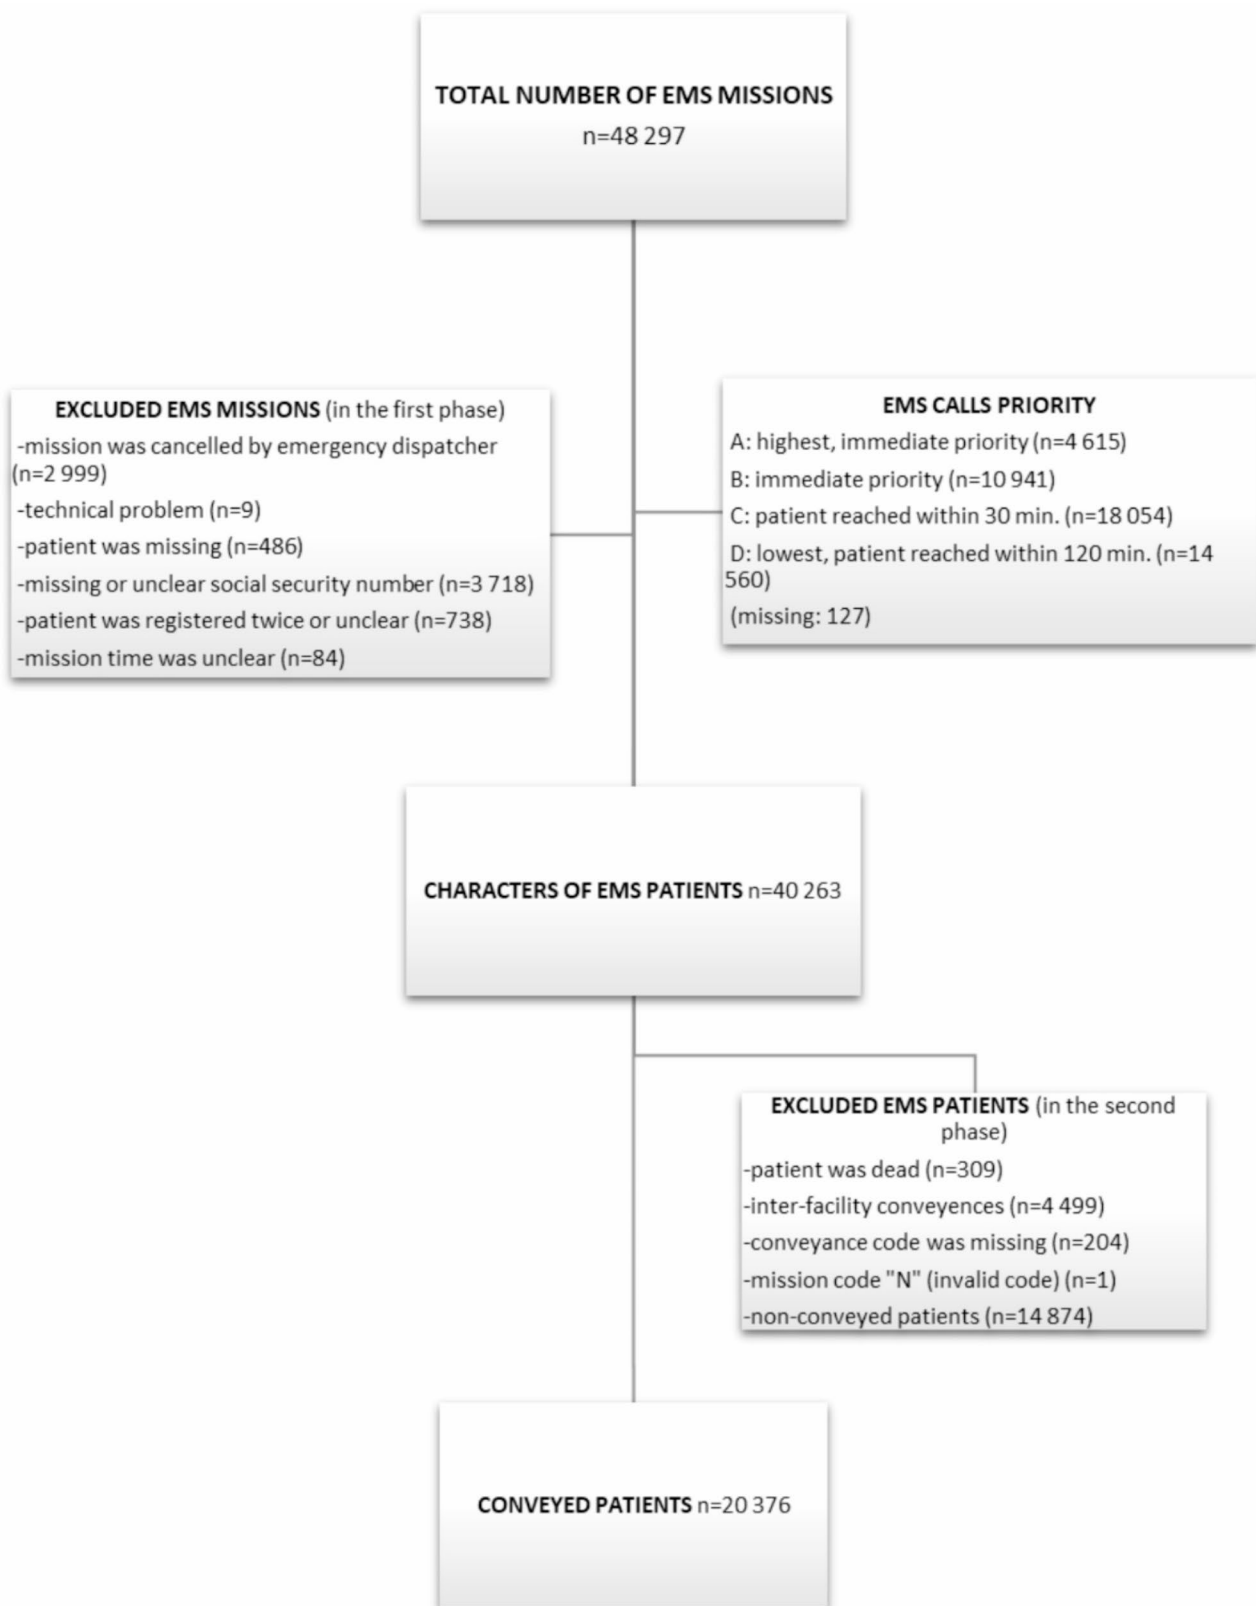 TOTAL NUMBER OF EMS MISSIONS
n=48 297
EXCLUDED EMS MISSIONS (in the first phase)
-mission was cancelled by emergency dispatcher
(n=2 999)
-technical problem (n=9)
-patient was missing (n=486)
-missing or unclear social security number (n=3 718)
-patient was registered twice or unclear (n=738)
-mission time was unclear (n=84)
EMS CALLS PRIORITY
A: highest, immediate priority (n=4 615)
B: immediate priority (n=10 941)
C: patient reached within 30 min. (n=18 054)
D: lowest, patient reached within 120 min. (n=14
560)
(missing: 127)
CHARACTERS OF EMS PATIENTS n=40 263
EXCLUDED EMS PATIENTS (in the second
phase)
-patient was dead (n=309)
-inter-facility conveyences (n=4 499)
-conveyance code was missing (n=204)
-mission code "N" (invalid code) (n=1)
-non-conveyed patients (n=14 874)
CONVEYED PATIENTS n=20 376